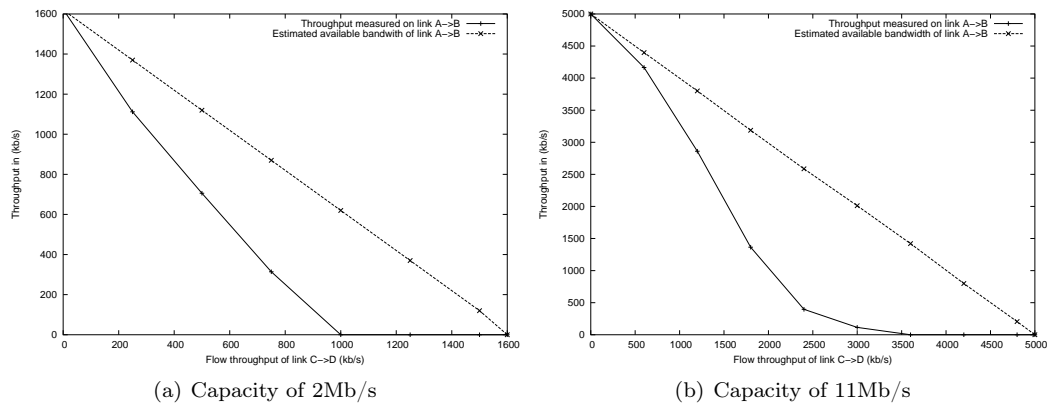 1600
1400
1200
1000
800
600
400
200
0
Throughput in (kb/s)
Throughput measured on link A->B
Estimated available bandwith of link A->B
0 200 400 600 800 1000 1200 1400 1600
Flow throughput of link C->D (kb/s)
(a) Capacity of 2Mb/s
5000
4500
4000
3500
3000
2500
2000
1500
1000
500
0
Throughput in (kb/s)
Throughput measured on link A->B
Estimated available bandwidth of link A->B
0 500 1000 1500 2000 2500 3000 3500 4000 4500 5000
Flow throughput of link C->D (kb/s)
(b) Capacity of 11Mb/s